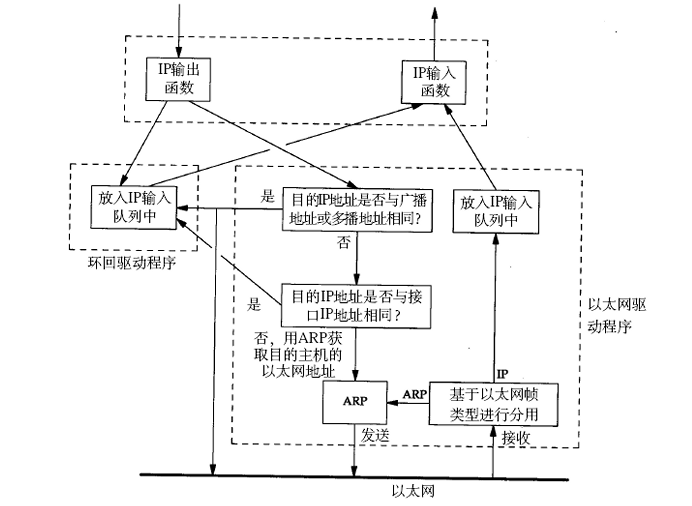 IP输出
函数
IP输入
函数
放入IP输入
队列中
环回驱动程序
是
目的IP地址是否与广播
地址或多播地址相同?
否
放入IP输入
队列中
是
目的IP地址是否与接
口IP地址相同?
以太网驱
动程序
否，用ARP获
取目的主机的
以太网地址
ARP
ARP
IP
基于以太网帧
类型进行分用
发送
接收
以太网